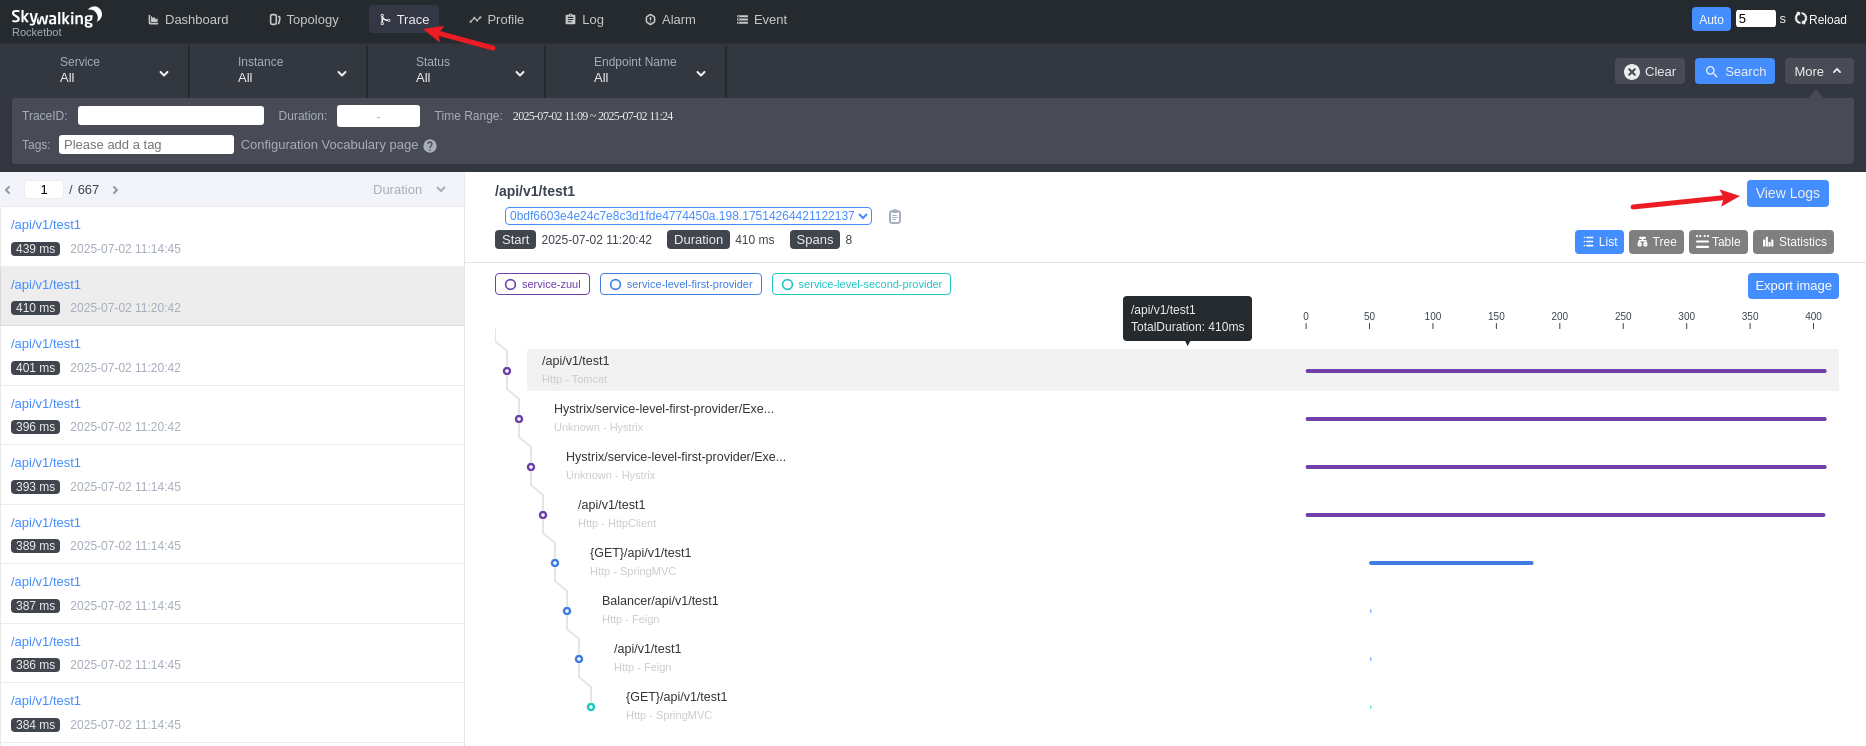 Skywalking
Rocketbot
Dashboard
Topology
Trace
Profile
Log
Alarm
Event
Auto
5
s
Reload
Service
All
Instance
All
Status
All
Endpoint Name
All
Clear
Search
More
TraceID:
Duration:
-
Time Range:
2025-07-02 11:09 ~ 2025-07-02 11:24
Tags:
Please add a tag
Configuration Vocabulary page
?
1
/ 667
Duration
/api/v1/test1
439 ms 2025-07-02 11:14:45
/api/v1/test1
410 ms 2025-07-02 11:20:42
/api/v1/test1
401 ms 2025-07-02 11:20:42
/api/v1/test1
396 ms 2025-07-02 11:20:42
/api/v1/test1
393 ms 2025-07-02 11:14:45
/api/v1/test1
389 ms 2025-07-02 11:14:45
/api/v1/test1
387 ms 2025-07-02 11:14:45
/api/v1/test1
386 ms 2025-07-02 11:14:45
/api/v1/test1
384 ms 2025-07-02 11:14:45
/api/v1/test1
View Logs
0bdf6603e4e24c7e8c3d1fde4774450a.198.17514264421122137
Start 2025-07-02 11:20:42 Duration 410 ms Spans 8
List
Tree
Table
Statistics
service-zuul
service-level-first-provider
service-level-second-provider
Export image
/api/v1/test1
TotalDuration: 410ms
0 50 100 150 200 250 300 350 400
/api/v1/test1
Http - Tomcat
Hystrix/service-level-first-provider/Exe...
Unknown - Hystrix
Hystrix/service-level-first-provider/Exe...
Unknown - Hystrix
/api/v1/test1
Http - HttpClient
{GET}/api/v1/test1
Http - SpringMVC
Balancer/api/v1/test1
Http - Feign
/api/v1/test1
Http - Feign
{GET}/api/v1/test1
Http - SpringMVC